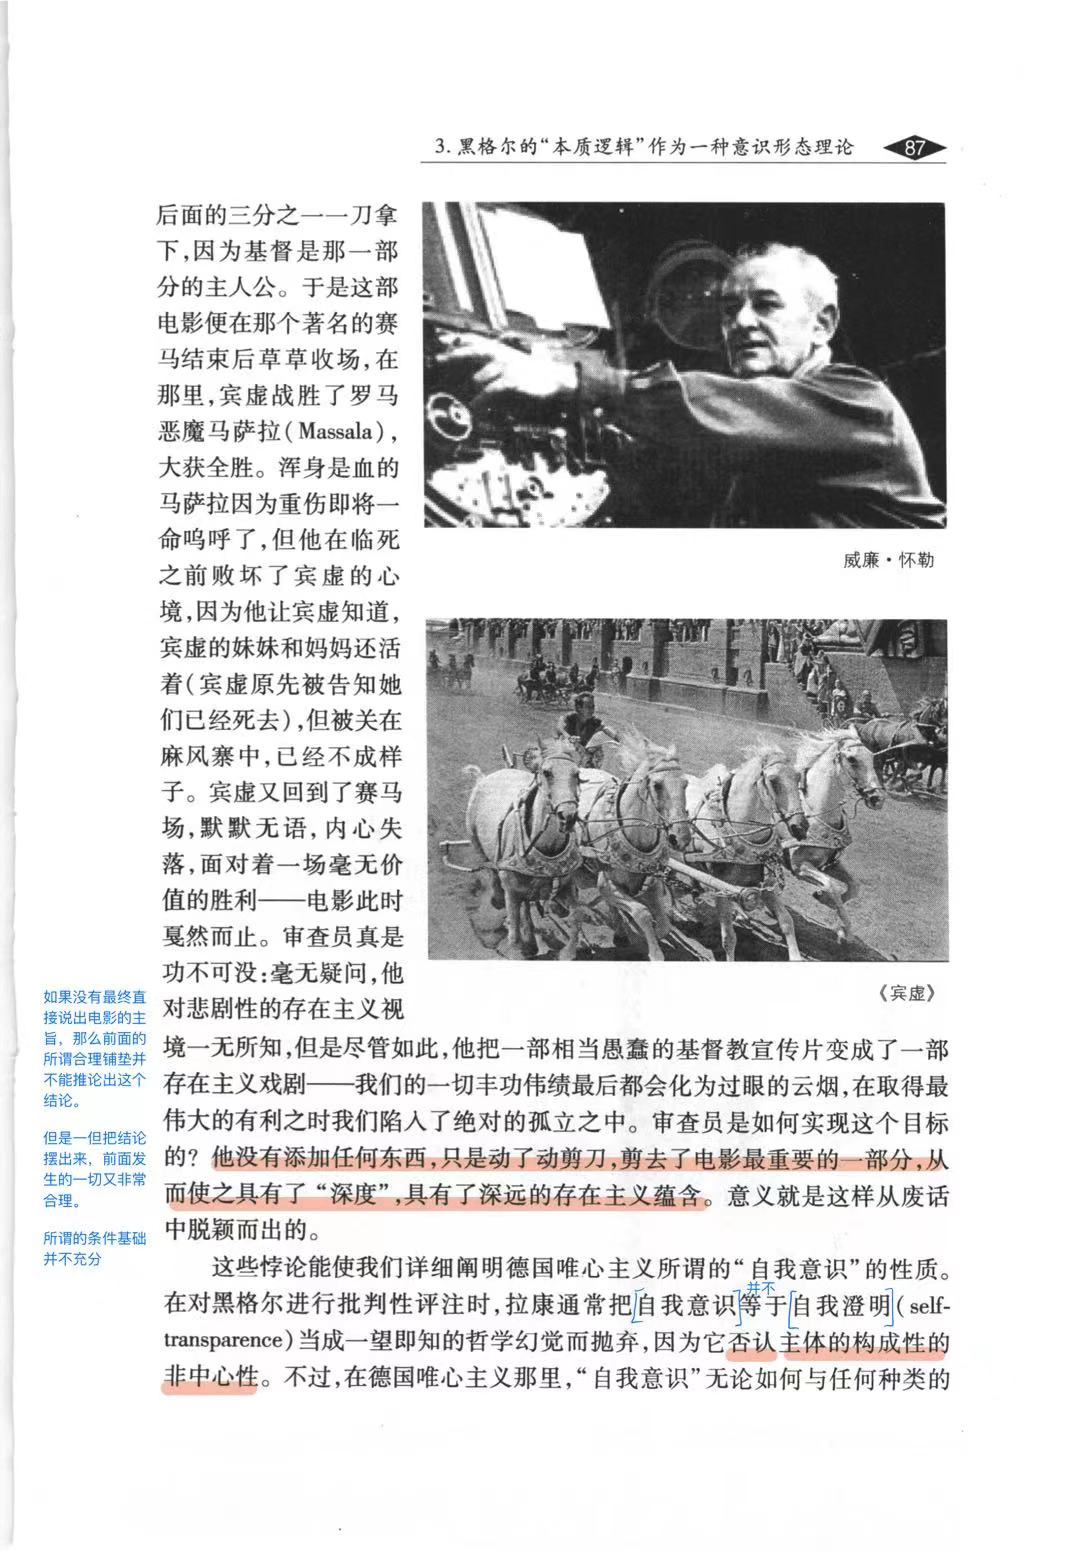 3. 黑格尔的“本质逻辑”作为一种意识形态理论 87
后面的三分之一一刀拿
下,因为基督是那一部
分的主人公。于是这部
电影便在那个著名的赛
马结束后草草收场,在
那里,宾虚战胜了罗马
恶魔马萨拉(Massala),
大获全胜。浑身是血的
马萨拉因为重伤即将一
命呜呼了,但他在临死
之前败坏了宾虚的心
境,因为他让宾虚知道,
宾虚的妹妹和妈妈还活
着(宾虚原先被告知她
们已经死去),但被关在
麻风寨中,已经不成样
子。宾虚又回到了赛马
场,默默无语,内心失
落,面对着一场毫无价
值的胜利——电影此时
戛然而止。审查员真是
功不可没:毫无疑问,他
对悲剧性的存在主义视
威廉·怀勒
《宾虚》
境一无所知,但是尽管如此,他把一部相当愚蠢的基督教宣传片变成了一部
存在主义戏剧——我们的一切丰功伟绩最后都会化为过眼的云烟,在取得最
伟大的有利之时我们陷入了绝对的孤立之中。审查员是如何实现这个目标
的?他没有添加任何东西,只是动了动剪刀,剪去了电影最重要的一部分,从
而使之具有了“深度”,具有了深远的存在主义蕴含。意义就是这样从废话
中脱颖而出的。
这些悖论能使我们详细阐明德国唯心主义所谓的“自我意识”的性质。
并不
在对黑格尔进行批判性评注时,拉康通常把[自我意识]等于[自我澄明](self-
transparence)当成一望即知的哲学幻觉而抛弃,因为它否认主体的构成性的
非中心性。不过,在德国唯心主义那里,“自我意识”无论如何与任何种类的
如果没有最终直
接说出电影的主
旨,那么前面的
所谓合理铺垫并
不能推论出这个
结论。
但是一但把结论
摆出来,前面发
生的一切又非常
合理。
所谓的条件基础
并不充分